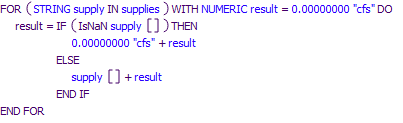 FOR ( STRING supply IN supplies ) WITH NUMERIC result = 0.00000000 "cfs" DO
result = IF ( IsNaN supply [ ] ) THEN
0.00000000 "cfs" + result
ELSE
supply [ ] + result
END IF
END FOR